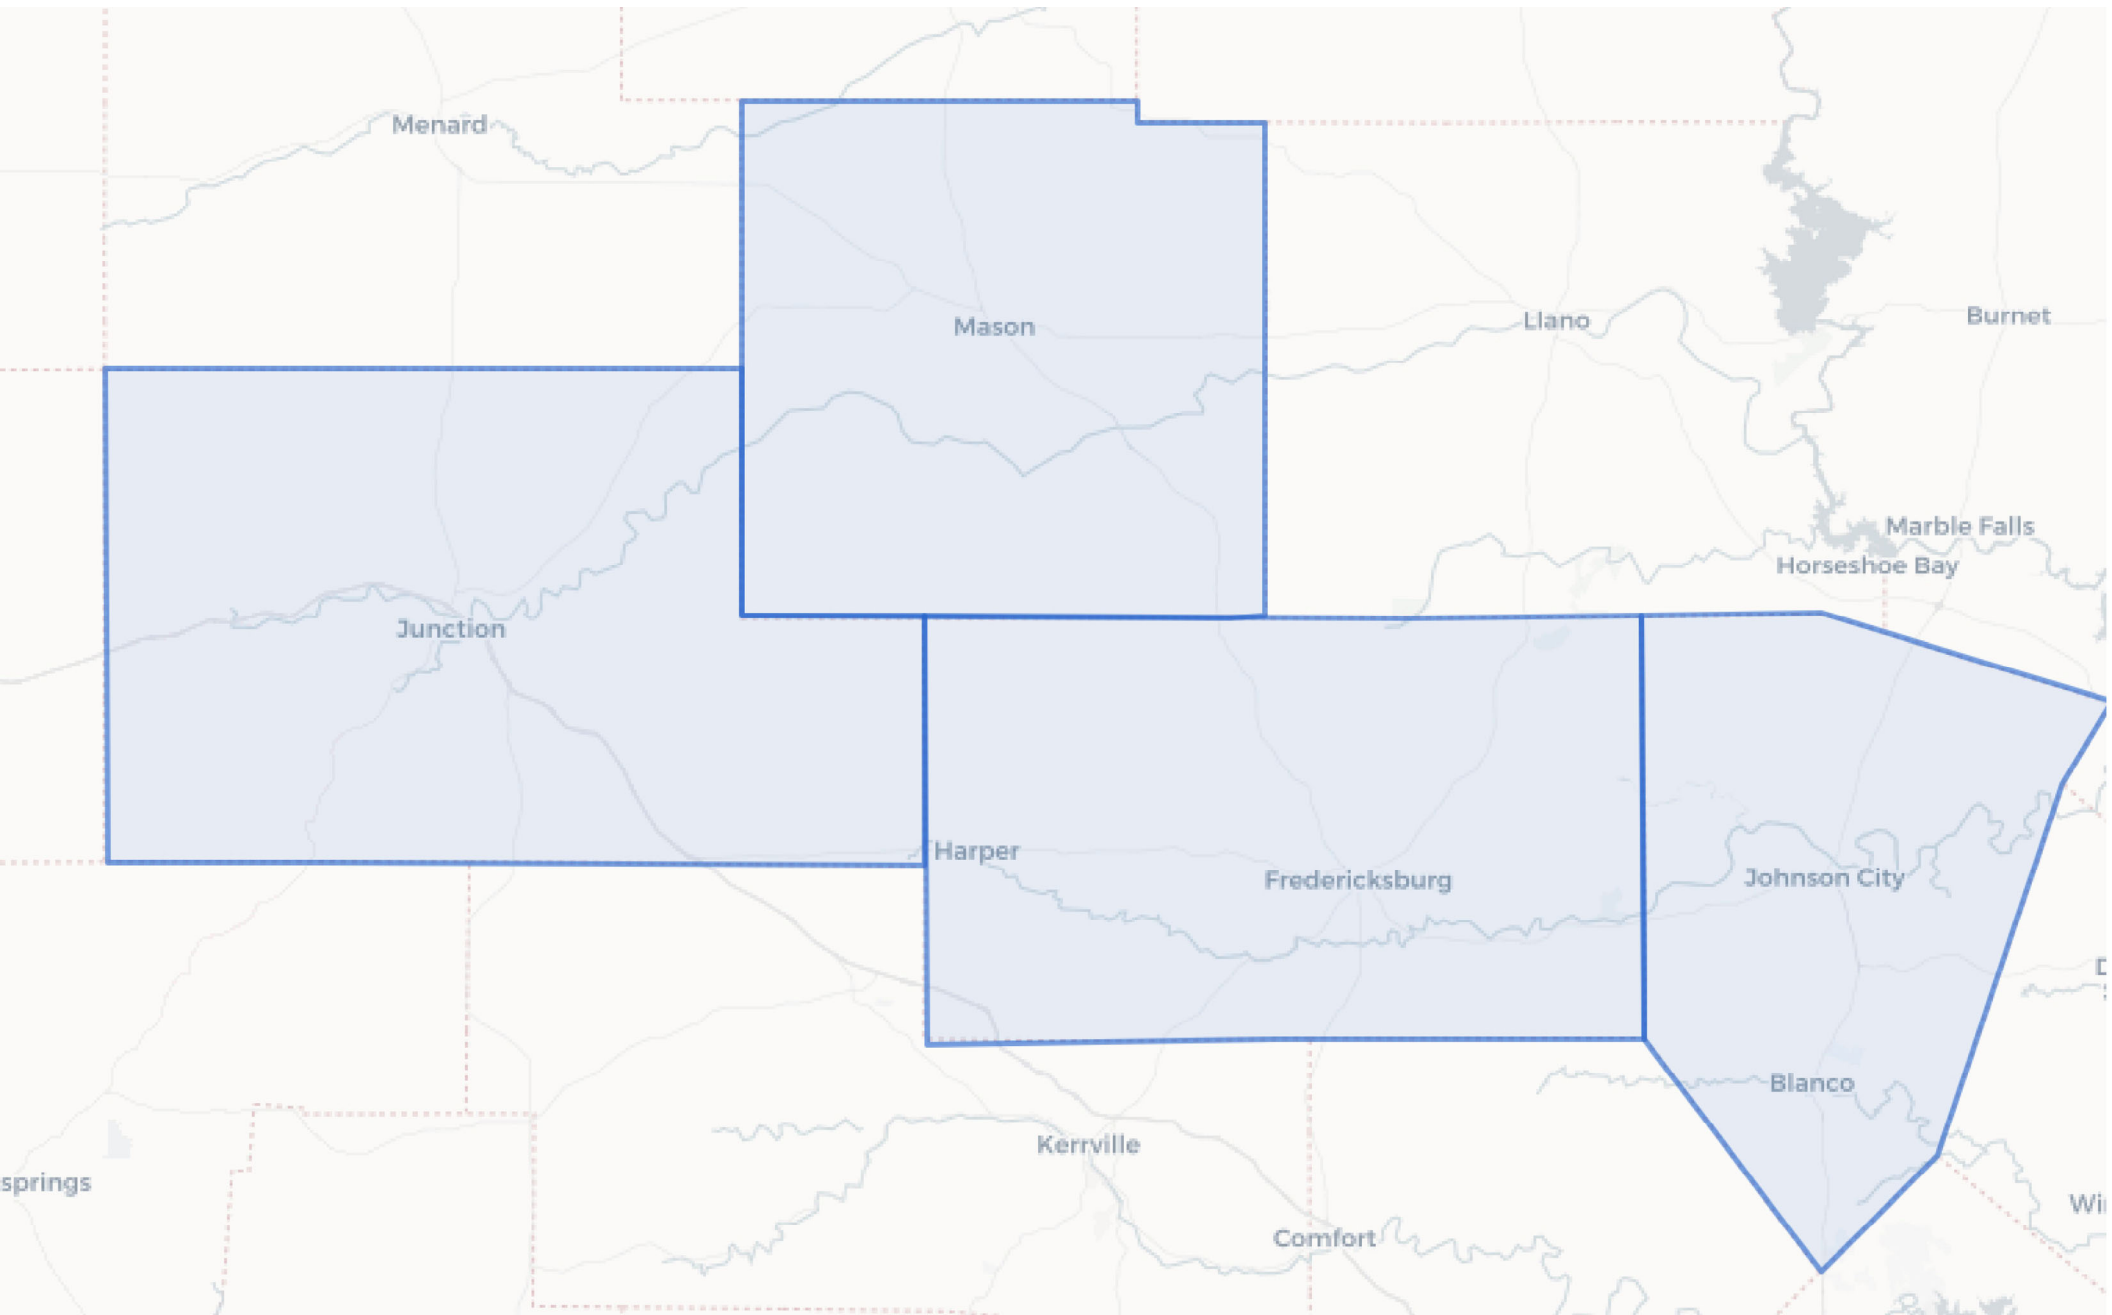 Menard
Mason
Llano
Burnet
Marble Falls
Horseshoe Bay
Junction
Harper
Fredericksburg
Johnson City
Blanco
Kerrville
springs
Comfort